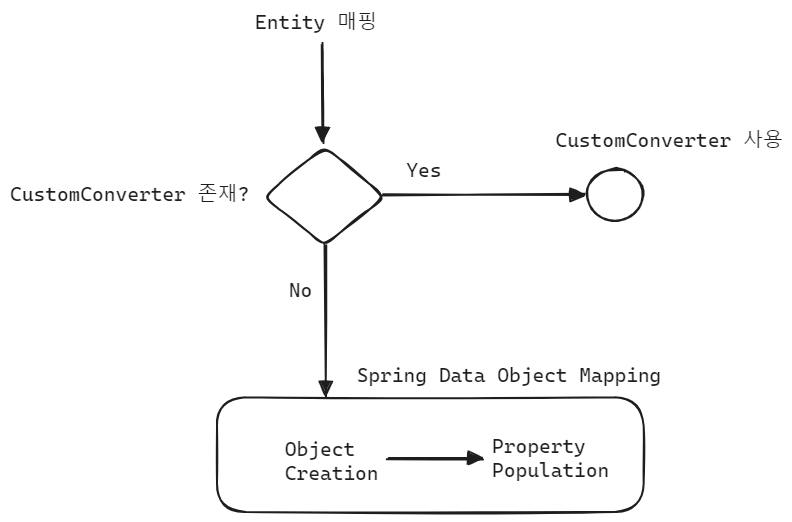 Entity 매핑
CustomConverter 사용
Yes
CustomConverter 존재?
No
Spring Data Object Mapping
Object
Creation
Property
Population